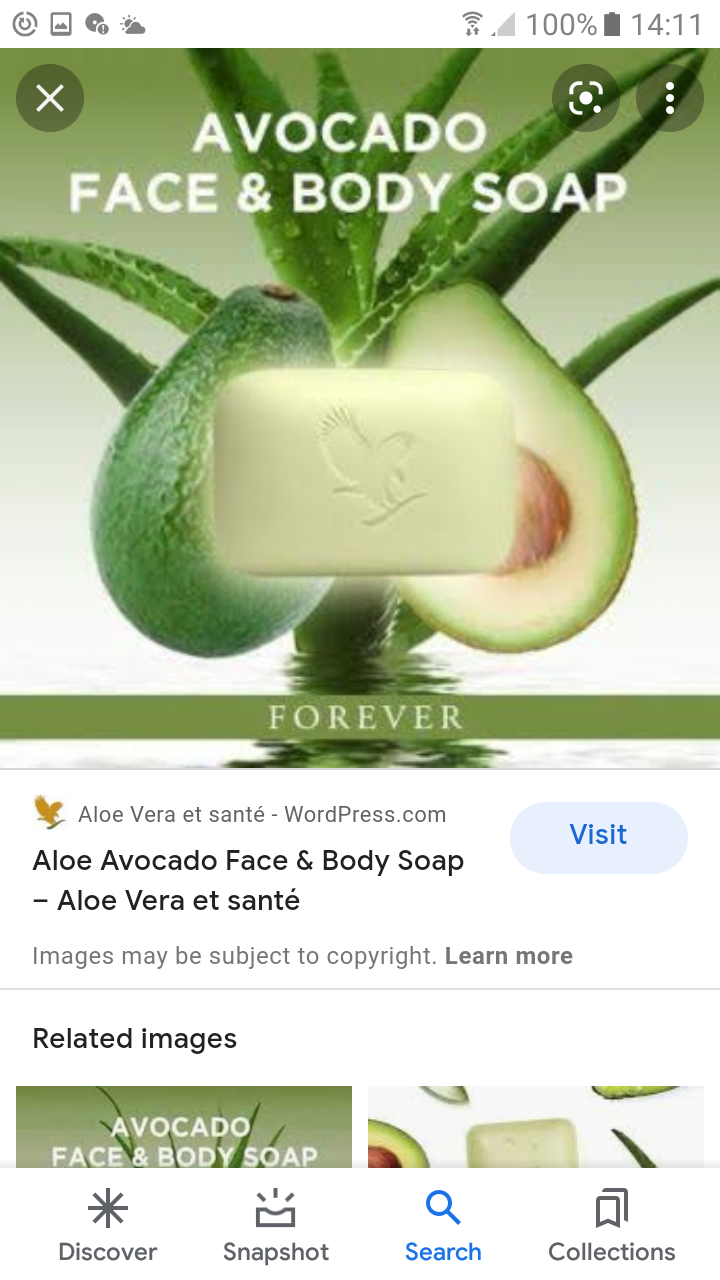 100% 14:11
AVOCADO
FACE & BODY SOAP
FOREVER
Aloe Vera et santé - WordPress.com
Visit
Aloe Avocado Face & Body Soap
– Aloe Vera et santé
Images may be subject to copyright. Learn more
Related images
AVOCADO
FACE & BODY SOAP
Discover Snapshot Search Collections